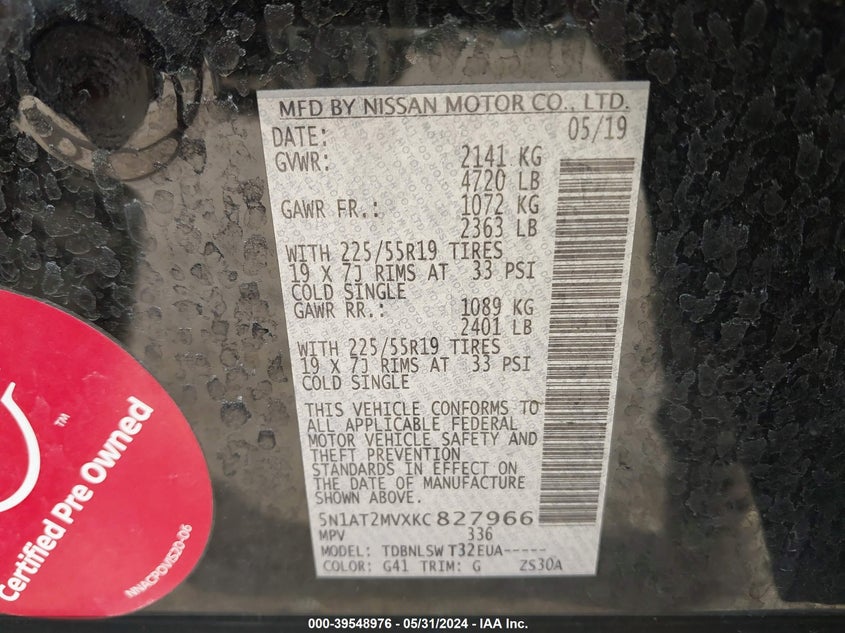 MFD BY NISSAN MOTOR CO., LTD.
DATE: 05/19
GVWR: 2141 KG
4720 LB
GAWR FR.: 1072 KG
2363 LB
WITH 225/55R19 TIRES
19 X 7J RIMS AT 33 PSI
COLD SINGLE
GAWR RR.: 1089 KG
2401 LB
WITH 225/55R19 TIRES
19 X 7J RIMS AT 33 PSI
COLD SINGLE
THIS VEHICLE CONFORMS TO
ALL APPLICABLE FEDERAL
MOTOR VEHICLE SAFETY AND
THEFT PREVENTION
STANDARDS IN EFFECT ON
THE DATE OF MANUFACTURE
SHOWN ABOVE
5N1AT2MVXKC827966
MPV 336
MODEL: TDBNLSW T32EUA-----
COLOR: G41 TRIM: G ZS30A
TM
Certified Pre Owned
NNACPOVIS20-06
000-39548976 - 05/31/2024 - IAA Inc.